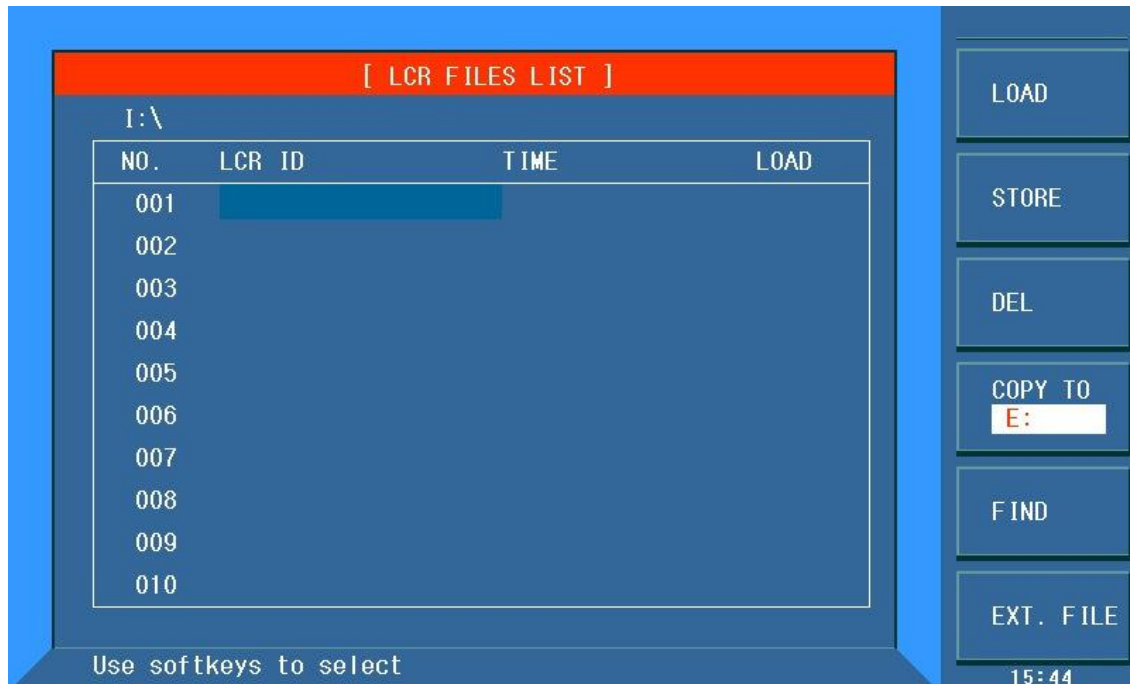 [ LCR FILES LIST ]
I:\
NO. LCR ID TIME LOAD
001
002
003
004
005
006
007
008
009
010
Use softkeys to select
LOAD
STORE
DEL
COPY TO
E:
FIND
EXT. FILE
15:44